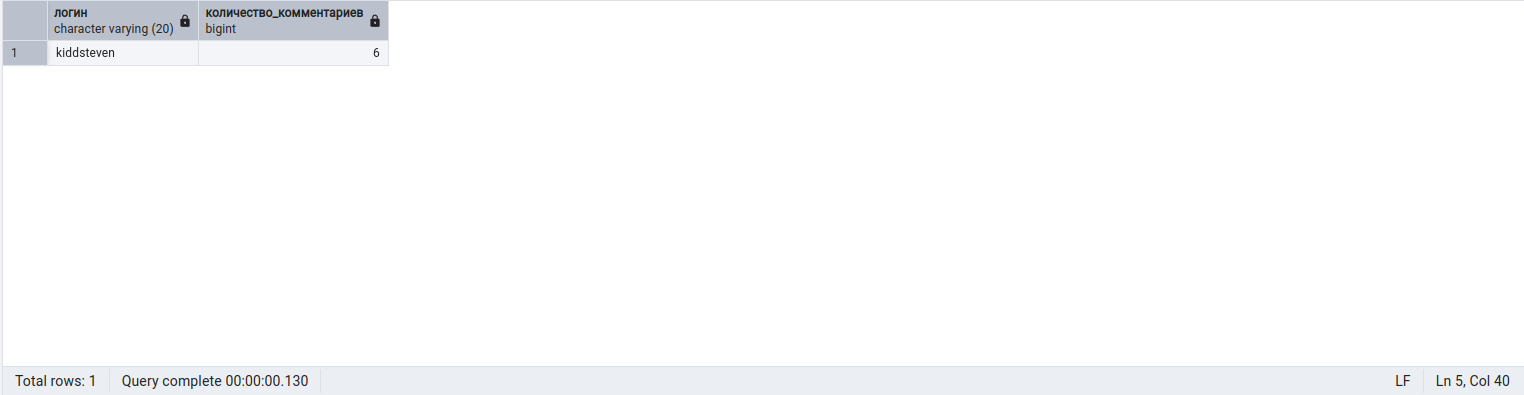 логин
character varying (20)
количество_комментариев
bigint
1
kiddsteven
6
Total rows: 1
Query complete 00:00:00.130
LF
Ln 5, Col 40